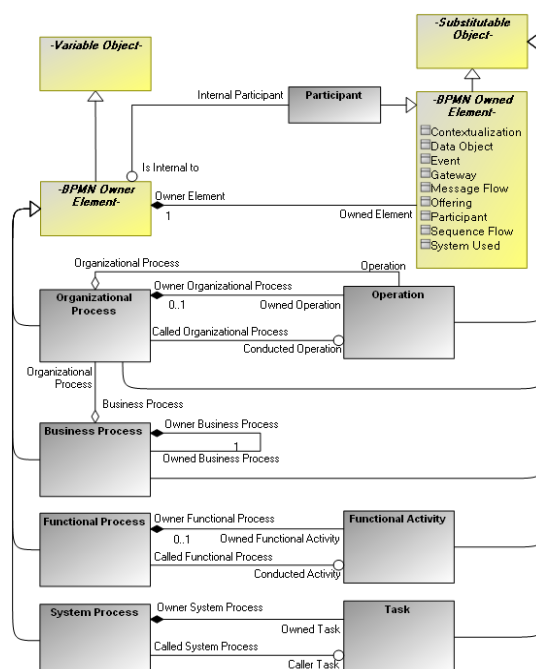 -Substitutable
Object-
-Variable Object-
Internal Participant
Participant
-BPMN Owned
Element-
Contextualization
Data Object
Event
Gateway
Message Flow
Offering
Participant
Sequence Flow
System Used
Is Internal to
-BPMN Owner
Element-
Owner Element
1
Owned Element
Organizational Process
Operation
Organizational
Process
Owner Organizational Process
0..1
Owned Operation
Called Organizational Process
Conducted Operation
Operation
Organizational
Process
Business Process
Business Process
Owner Business Process
1
Owned Business Process
Functional Process
Owner Functional Process
0..1
Owned Functional Activity
Called Functional Process
Conducted Activity
Functional Activity
System Process
Owner System Process
Owned Task
Called System Process
Caller Task
Task